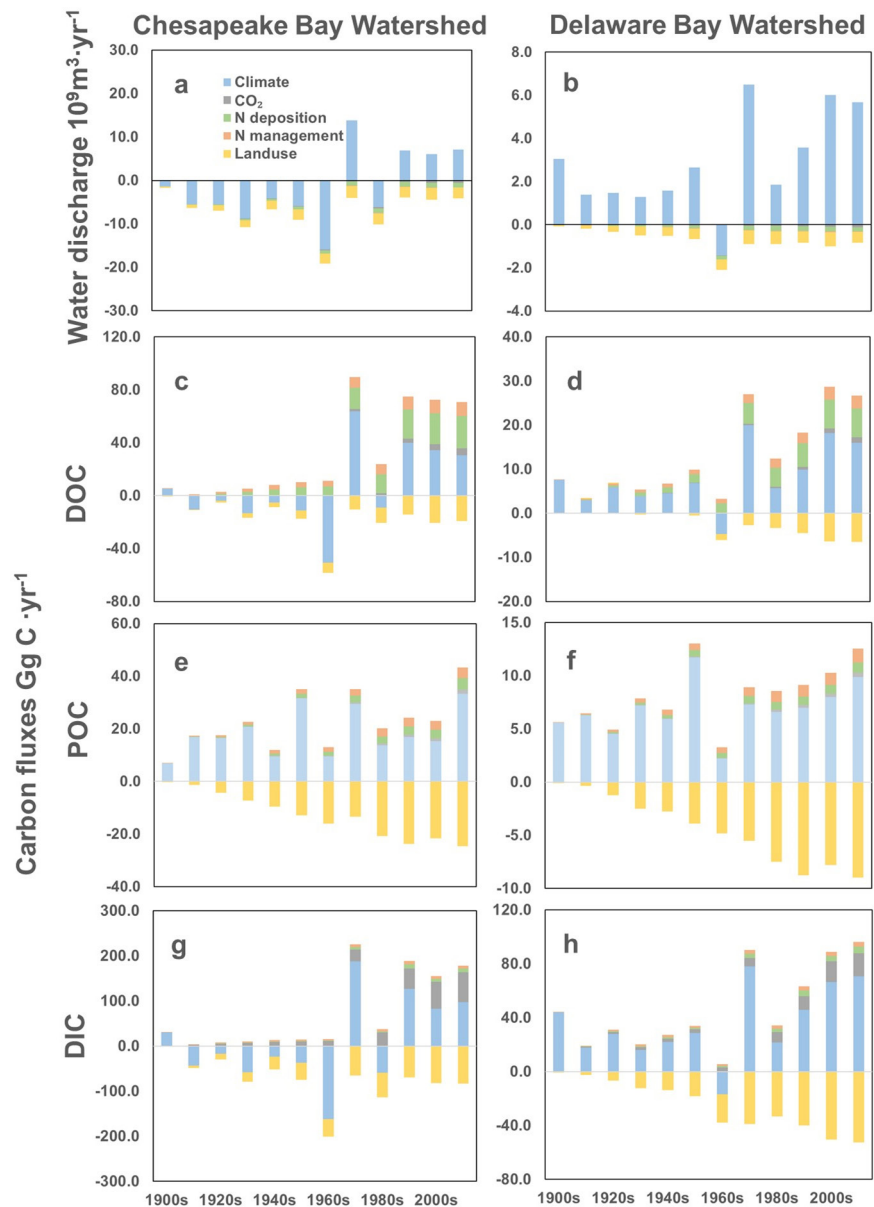 Chesapeake Bay Watershed
Delaware Bay Watershed
Water discharge 10⁹m³·yr⁻¹
30.0
20.0
10.0
0.0
-10.0
-20.0
-30.0
a
Climate
CO₂
N deposition
N management
Landuse
8.0
6.0
4.0
2.0
0.0
-2.0
-4.0
b
Carbon fluxes Gg C ·yr⁻¹
DOC
120.0
80.0
40.0
0.0
-40.0
-80.0
c
40.0
30.0
20.0
10.0
0.0
-10.0
-20.0
d
POC
60.0
40.0
20.0
0.0
-20.0
-40.0
e
15.0
10.0
5.0
0.0
-5.0
-10.0
f
DIC
300.0
200.0
100.0
0.0
-100.0
-200.0
-300.0
g
120.0
80.0
40.0
0.0
-40.0
-80.0
h
1900s 1920s 1940s 1960s 1980s 2000s
1900s 1920s 1940s 1960s 1980s 2000s